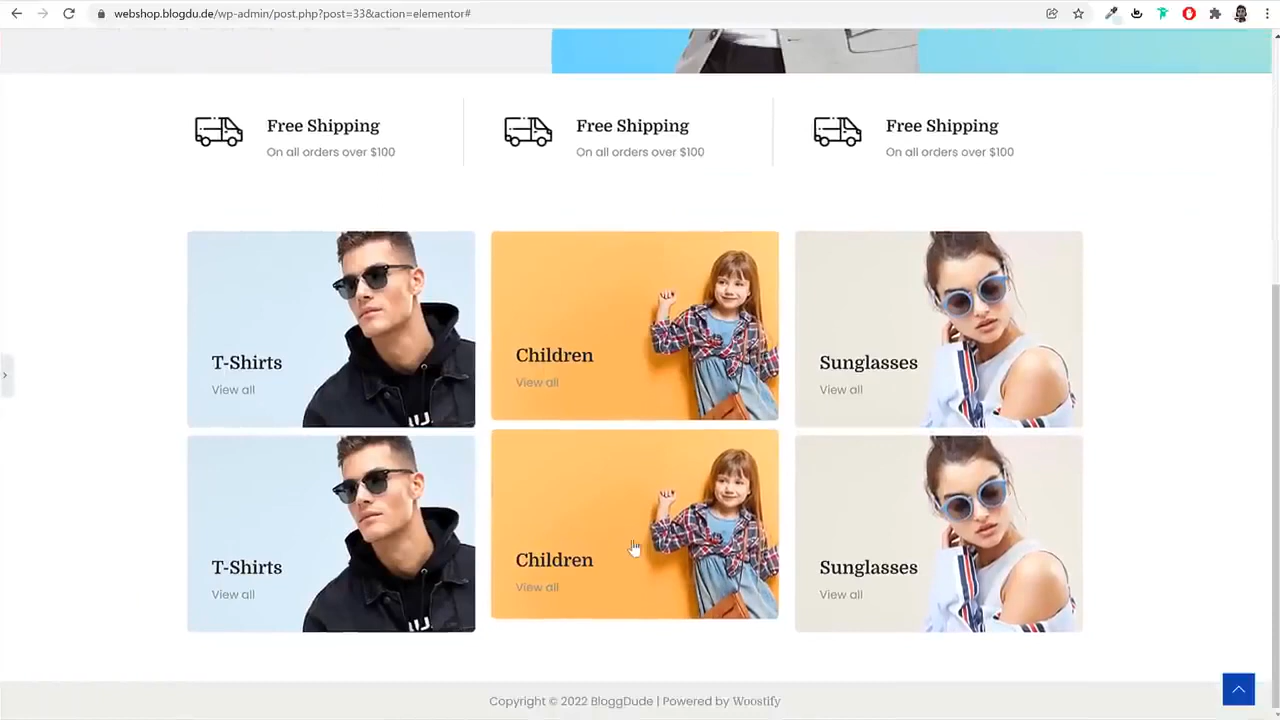 webshop.blogdu.de/wp-admin/post.php?post=33&action=elementor#
Free Shipping
On all orders over $100
Free Shipping
On all orders over $100
Free Shipping
On all orders over $100
T-Shirts
View all
Children
View all
Sunglasses
View all
T-Shirts
View all
Children
View all
Sunglasses
View all
Copyright © 2022 BloggDude | Powered by Woostify